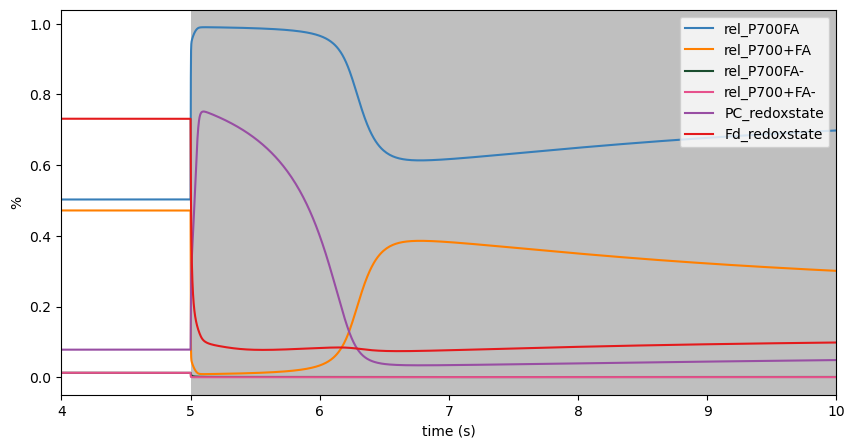 1.0
0.8
0.6
0.4
0.2
0.0
%
4
5
6
7
8
9
10
time (s)
rel_P700FA
rel_P700+FA
rel_P700FA-
rel_P700+FA-
PC_redoxstate
Fd_redoxstate